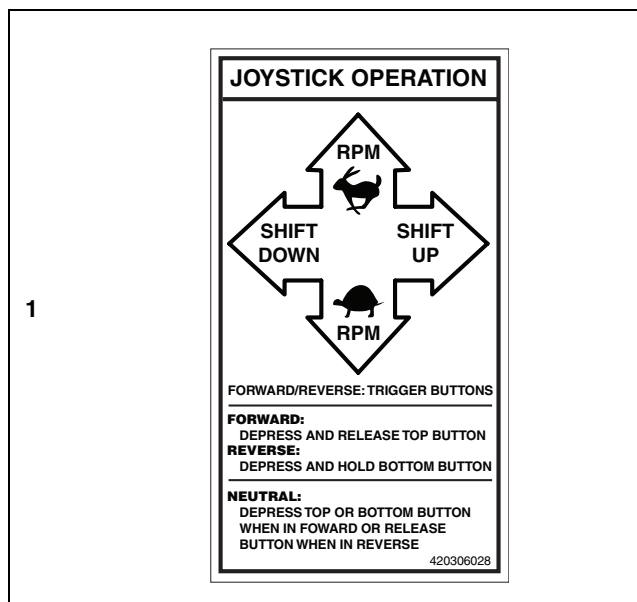 1
JOYSTICK OPERATION
RPM
SHIFT
DOWN
SHIFT
UP
RPM
FORWARD/REVERSE: TRIGGER BUTTONS
FORWARD:
DEPRESS AND RELEASE TOP BUTTON
REVERSE:
DEPRESS AND HOLD BOTTOM BUTTON
NEUTRAL:
DEPRESS TOP OR BOTTOM BUTTON
WHEN IN FOWARD OR RELEASE
BUTTON WHEN IN REVERSE
420306028